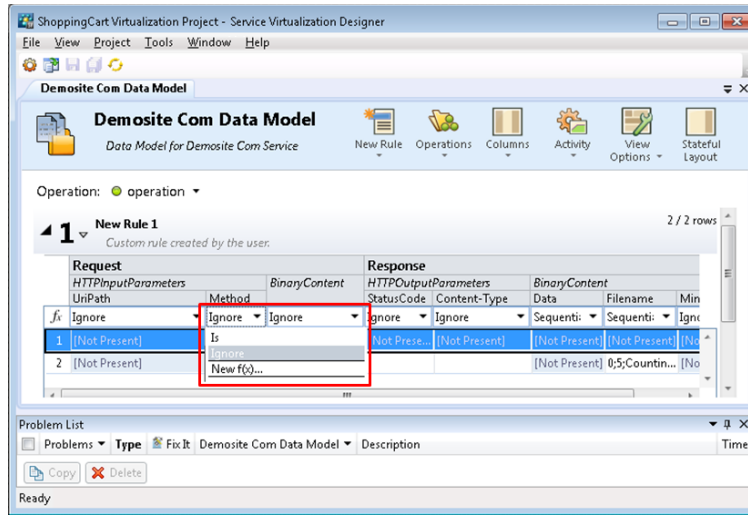 ShoppingCart Virtualization Project - Service Virtualization Designer
File View Project Tools Window Help
Demosite Com Data Model
Demosite Com Data Model
Data Model for Demosite Com Service
New Rule Operations Columns Activity View Options Stateful Layout
Operation: operation
1 New Rule 1 2 / 2 rows
Custom rule created by the user.
Request Response
HTTPInputParameters BinaryContent HTTPOutputParameters BinaryContent
UriPath Method StatusCode Content-Type Data Filename Min
fx Ignore Ignore Ignore Ignore Ignore Sequenti: Sequenti: Ign
1 [Not Present] Is Not Prese... [Not Present] [Not Present] [Not Present] [No
Ignore
2 [Not Present] New f(x)... [Not Present] 0;5;Countin... [No
Problem List
Problems Type Fix It Demosite Com Data Model Description Time
Copy Delete
Ready